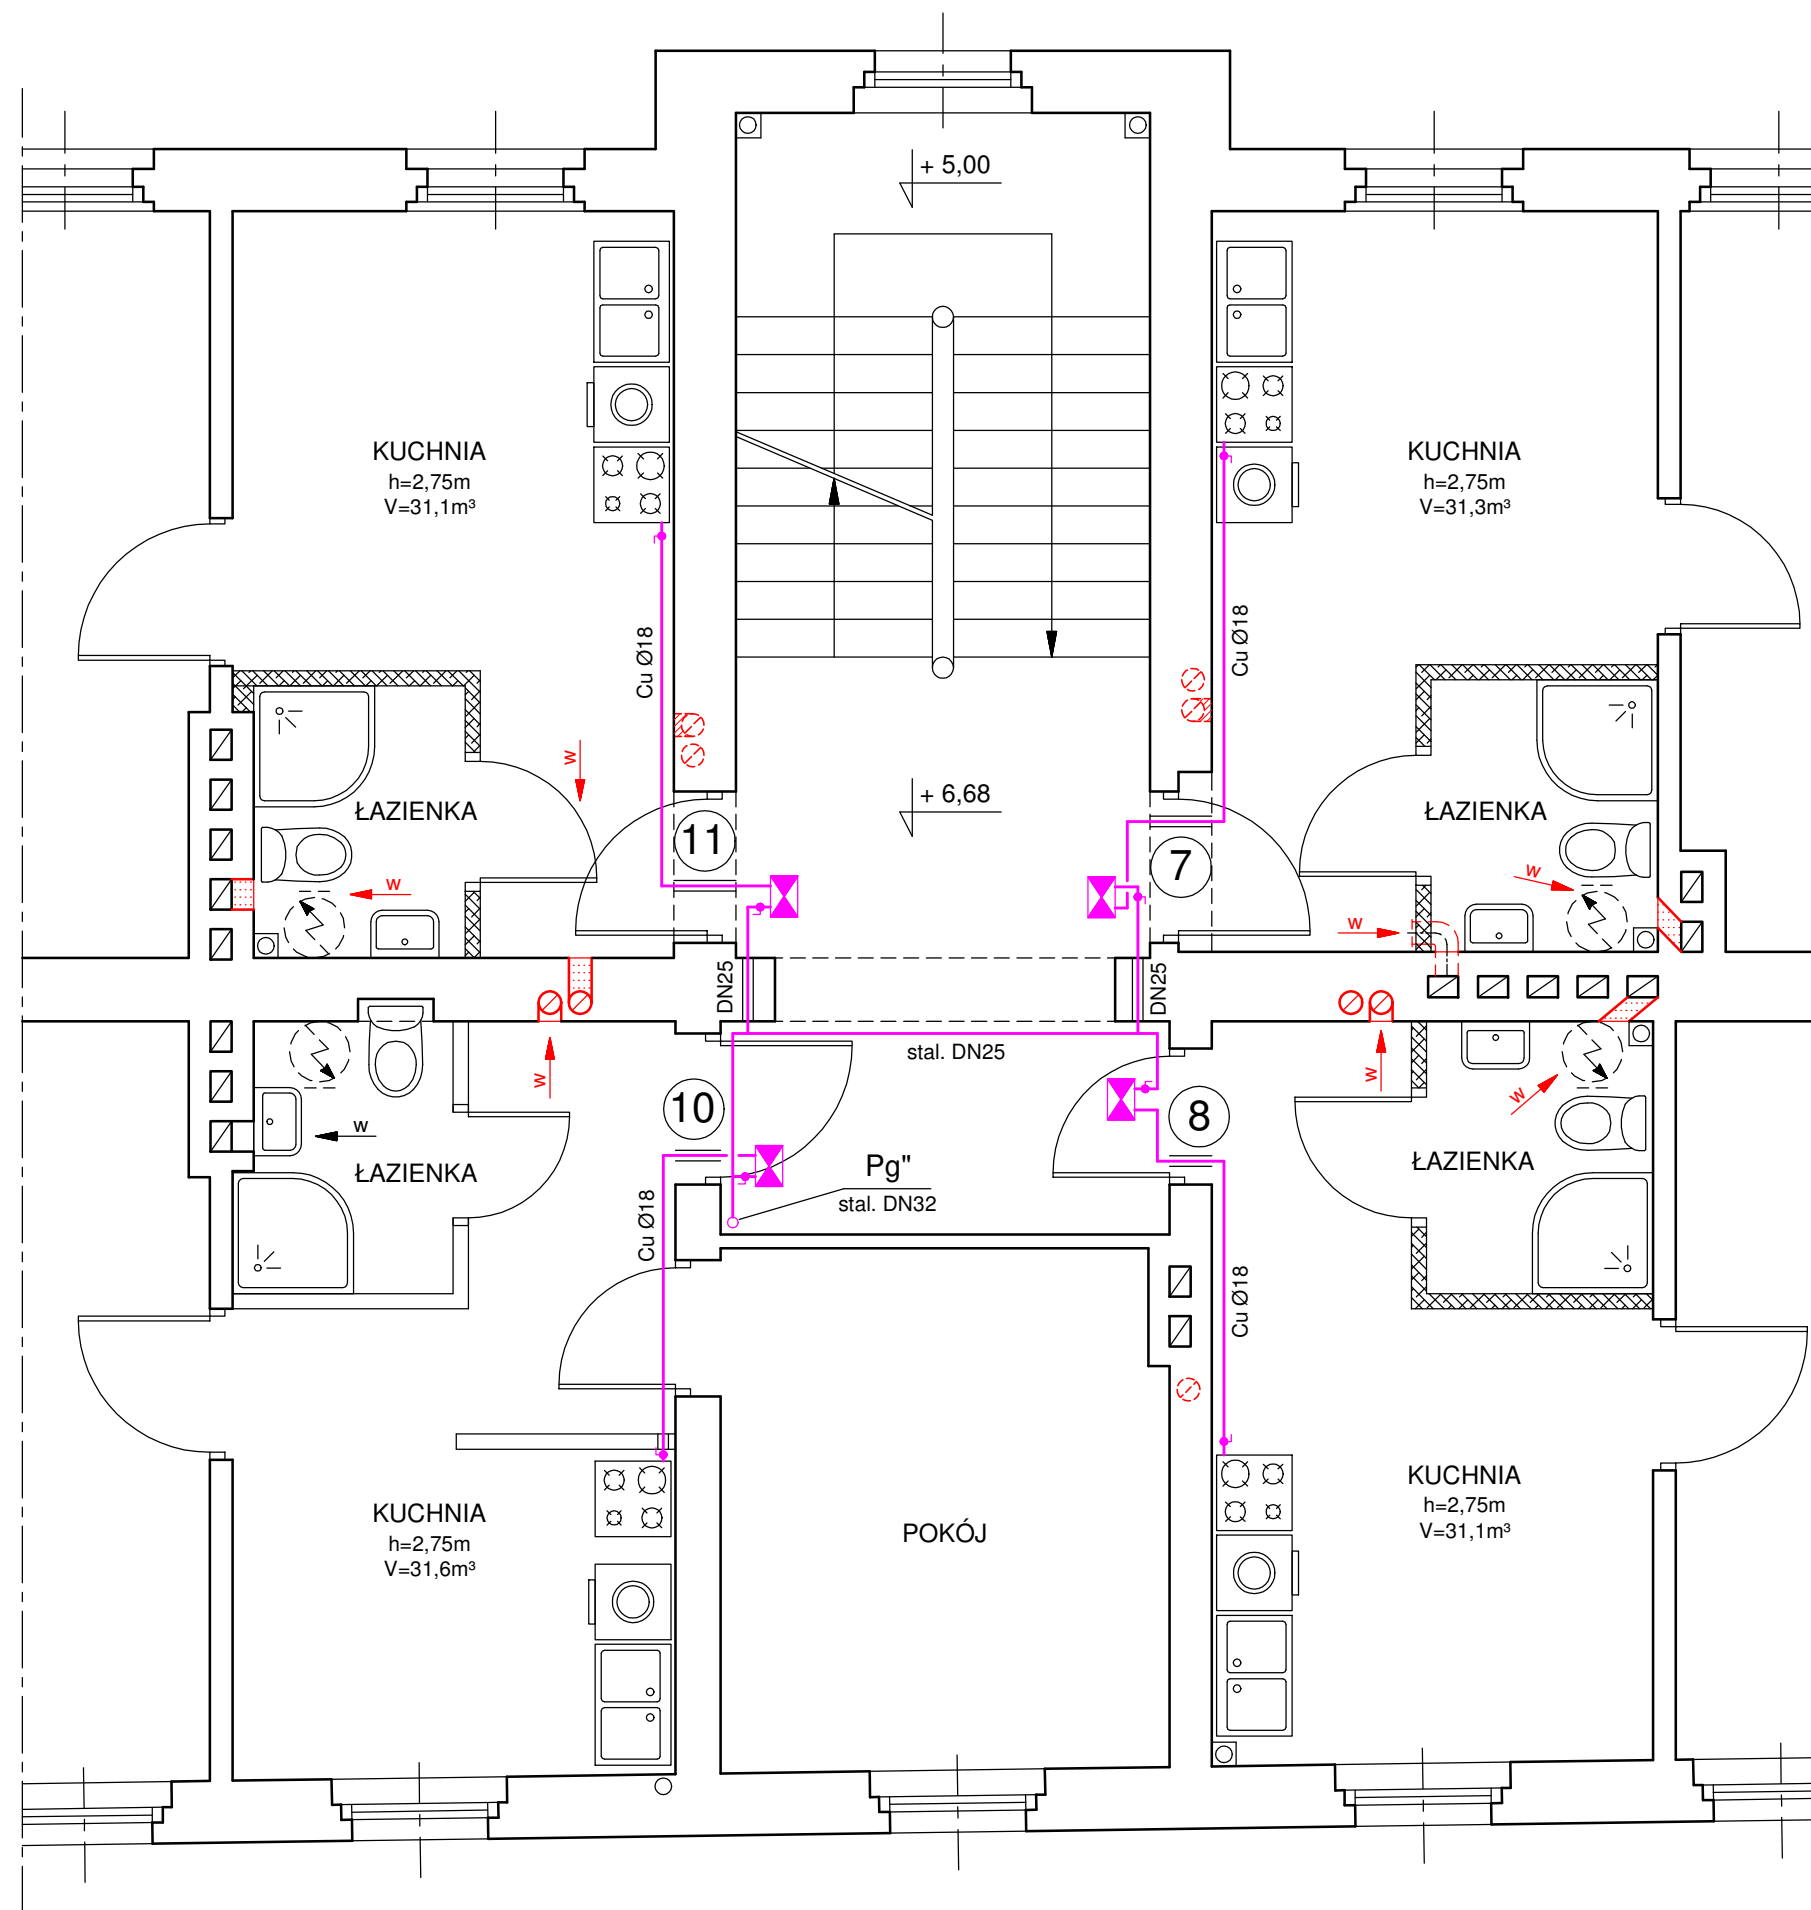 + 5,00
KUCHNIA
h=2,75m
V=31,1m³
KUCHNIA
h=2,75m
V=31,3m³
Cu Ø18
Cu Ø18
w
ŁAZIENKA
+ 6,68
ŁAZIENKA
11
7
w
w
w
DN25
DN25
stal. DN25
w
w
w
10
8
w
ŁAZIENKA
Pg"
stal. DN32
ŁAZIENKA
Cu Ø18
Cu Ø18
KUCHNIA
h=2,75m
V=31,6m³
POKÓJ
KUCHNIA
h=2,75m
V=31,1m³